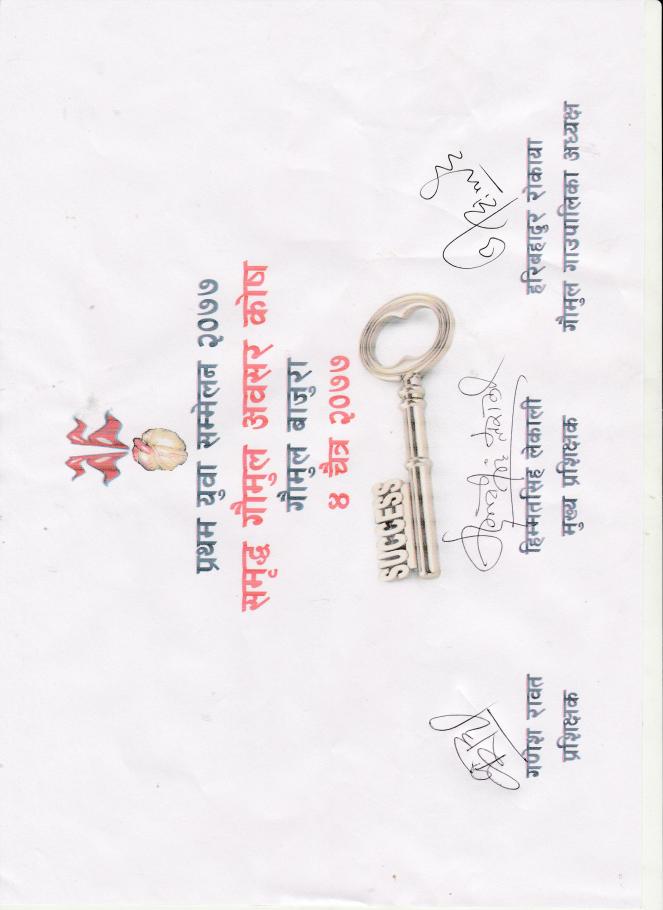 प्रथम युवा सम्मेलन २०७७
समृद्ध गौमुल अवसर कोष
गौमुल बाजुरा
४ चैत्र २०७७
SUCCESS
गणेश रावत
प्रशिक्षक
हिम्मतसिह लेकाली
मुख्य प्रशिक्षक
हरिबहादुर रोकाया
गौमुल गाउपालिका अध्यक्ष